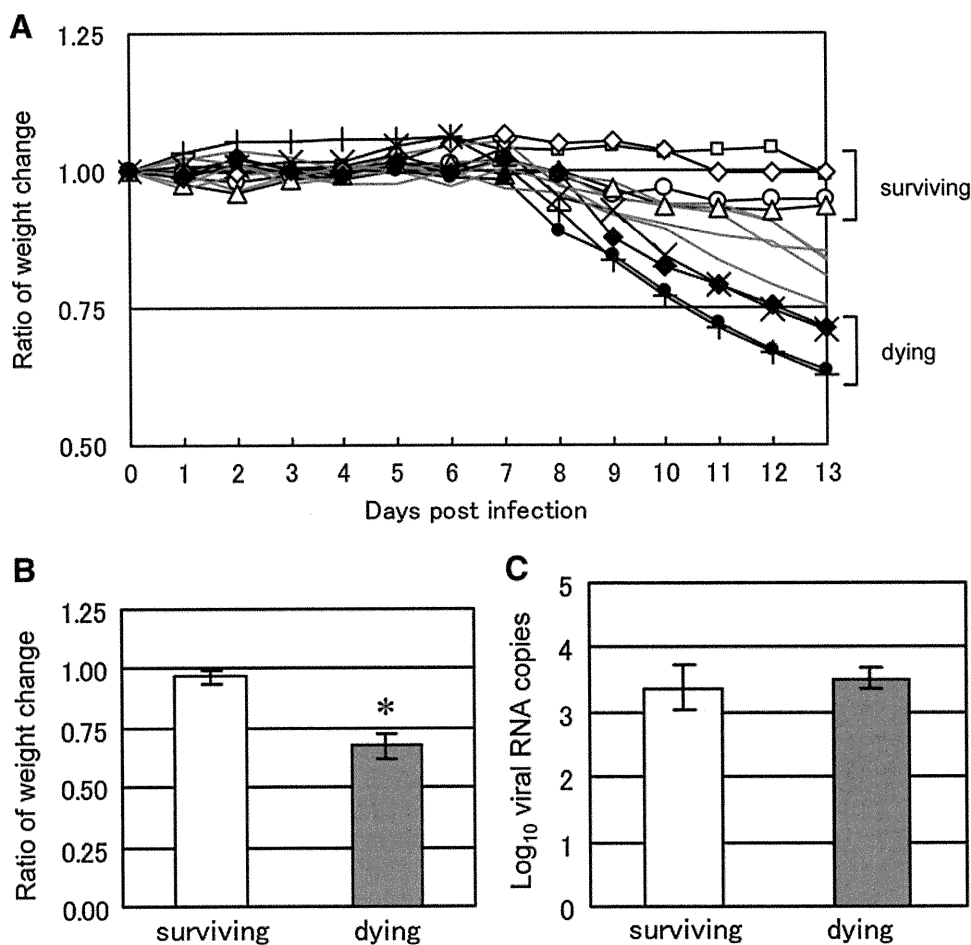 A
Ratio of weight change
1.25
1.00
0.75
0.50
0 1 2 3 4 5 6 7 8 9 10 11 12 13
Days post infection
surviving
dying
B
Ratio of weight change
1.25
1.00
0.75
0.50
0.25
0.00
*
surviving dying
C
Log10 viral RNA copies
5
4
3
2
1
0
surviving dying